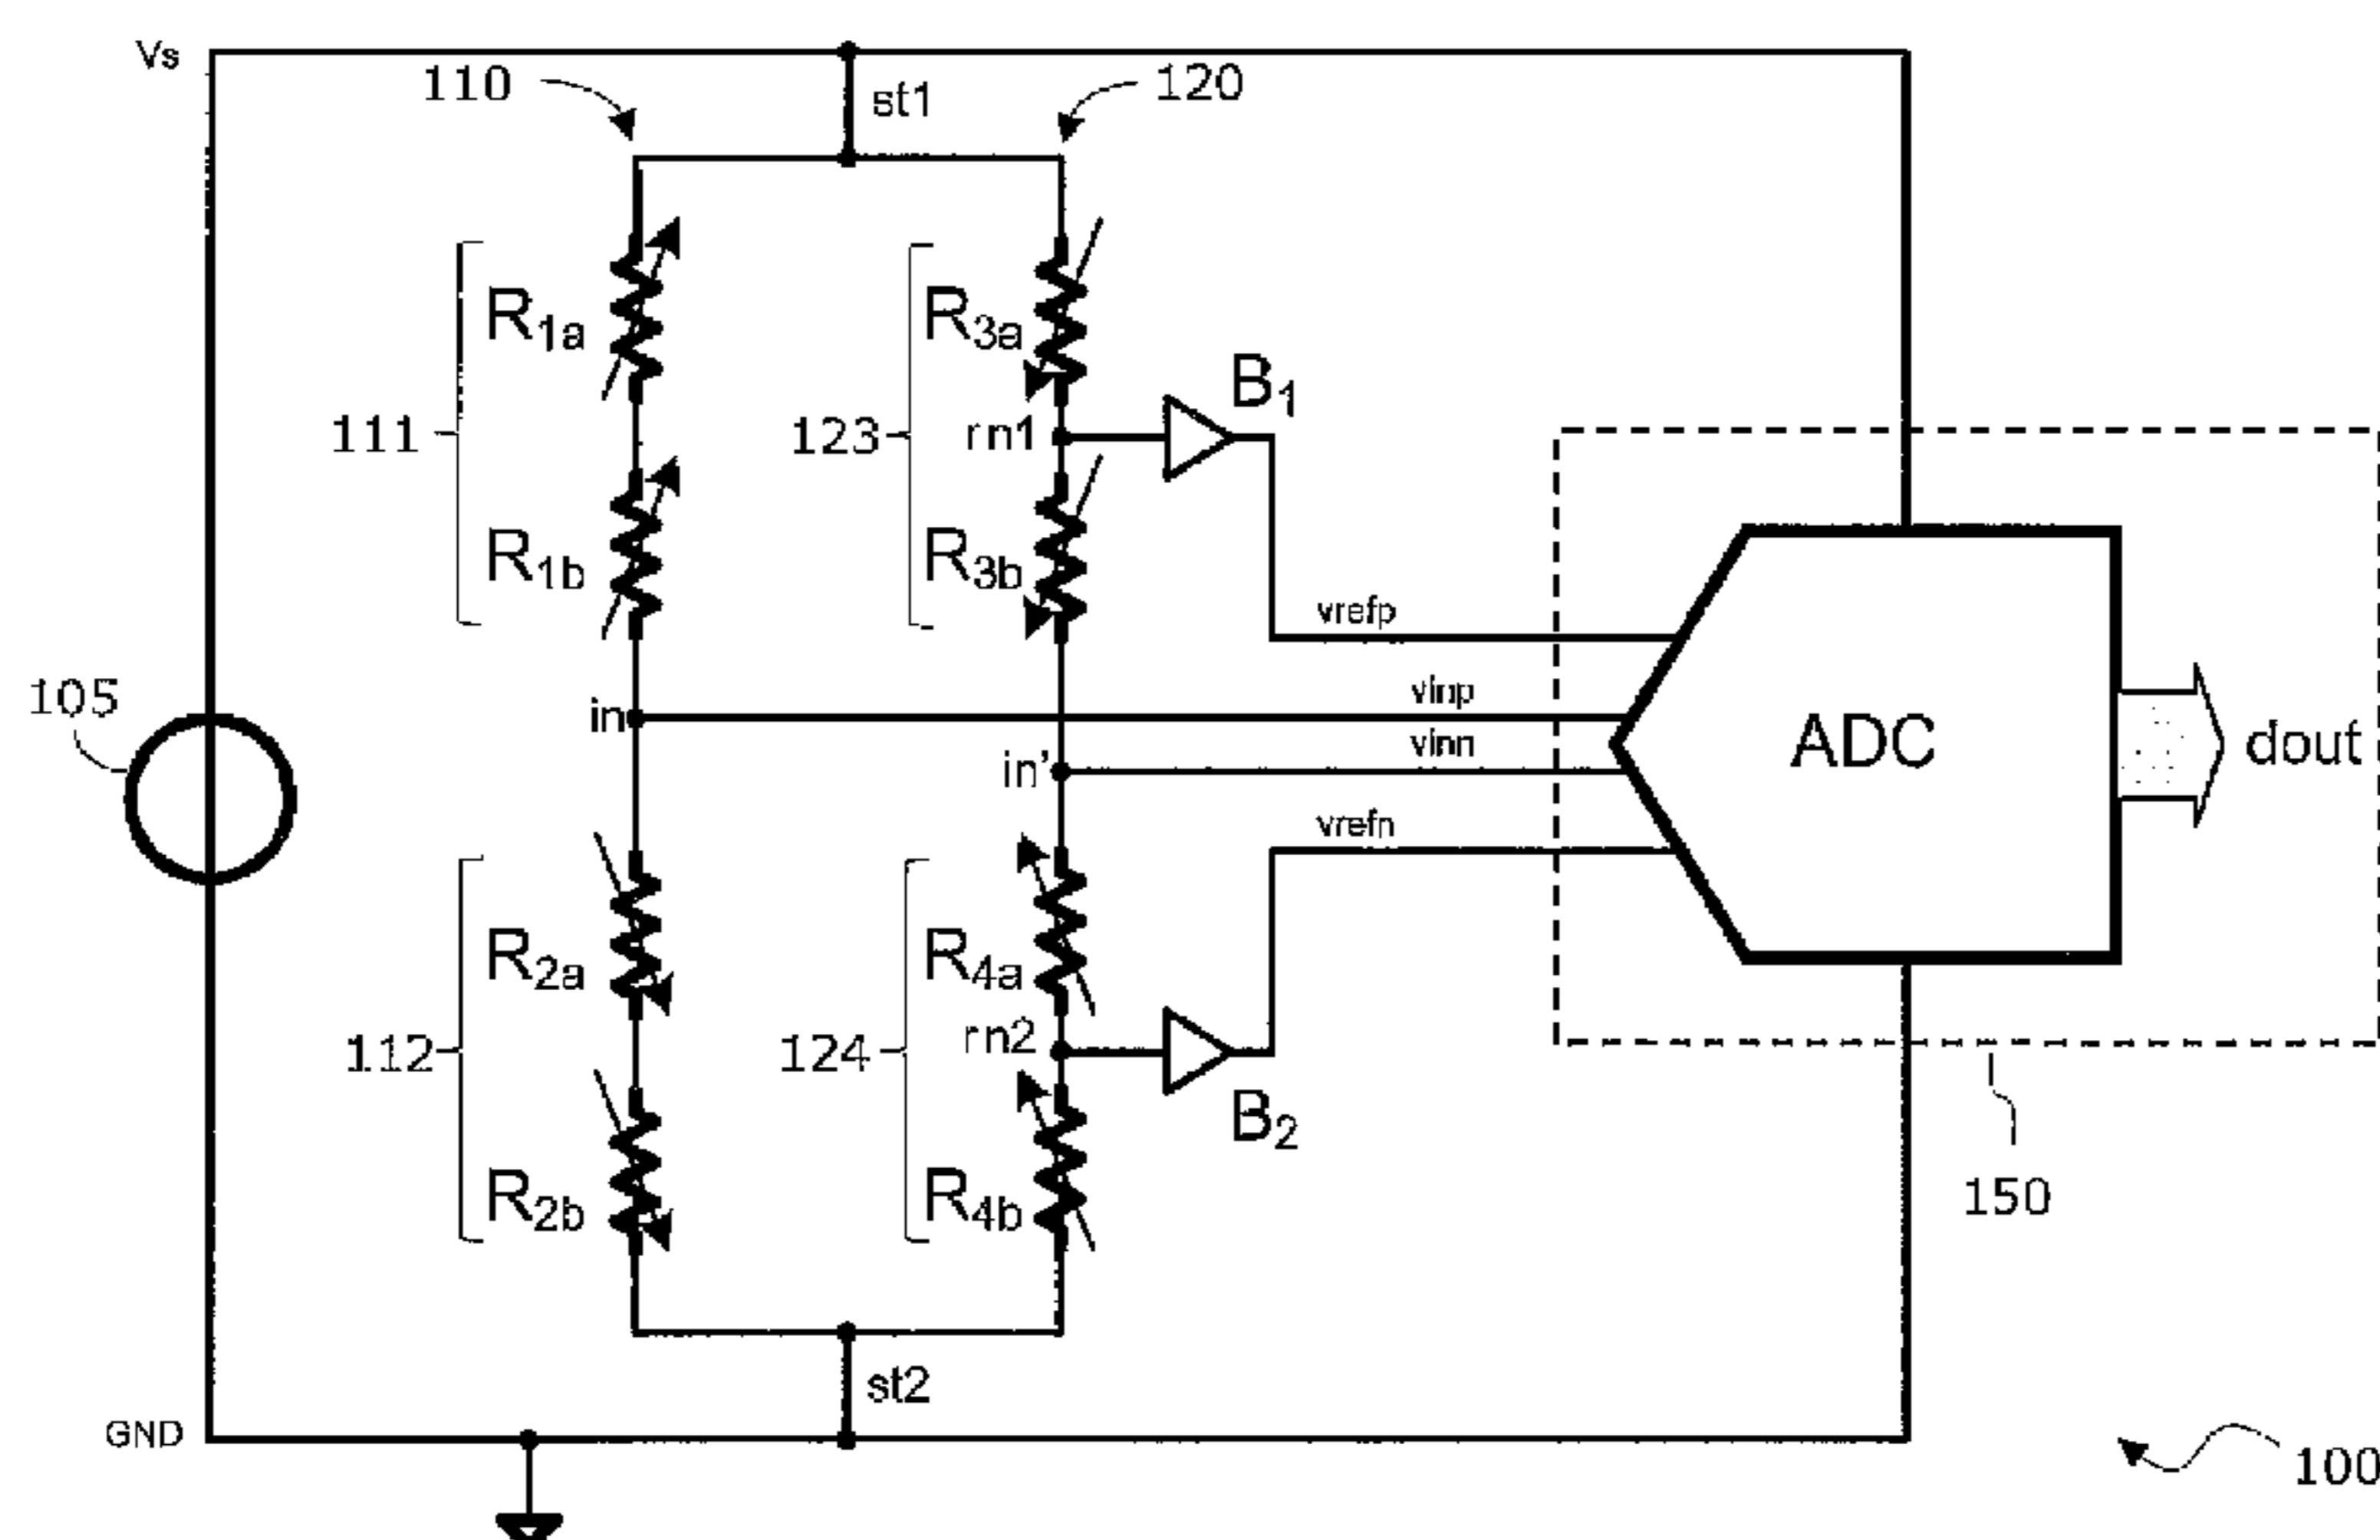 Vs
110
st1
120
R1a
R3a
B1
111
123
rn1
R1b
R3b
vrefp
105
in
vinp
ADC
dout
in'
vinn
vrefn
R2a
R4a
112
124
rn2
B2
R2b
R4b
150
st2
GND
100